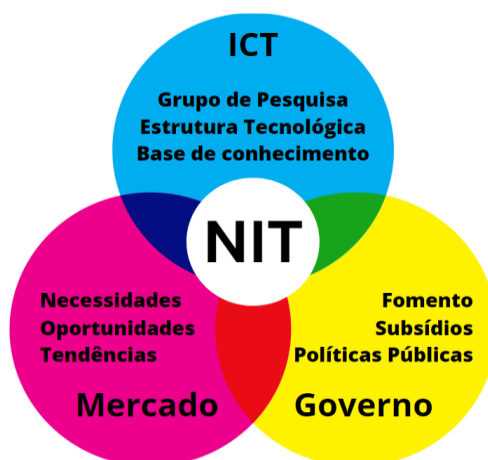 ICT
Grupo de Pesquisa
Estrutura Tecnológica
Base de conhecimento
NIT
Necessidades
Oportunidades
Tendências
Mercado
Fomento
Subsídios
Políticas Públicas
Governo